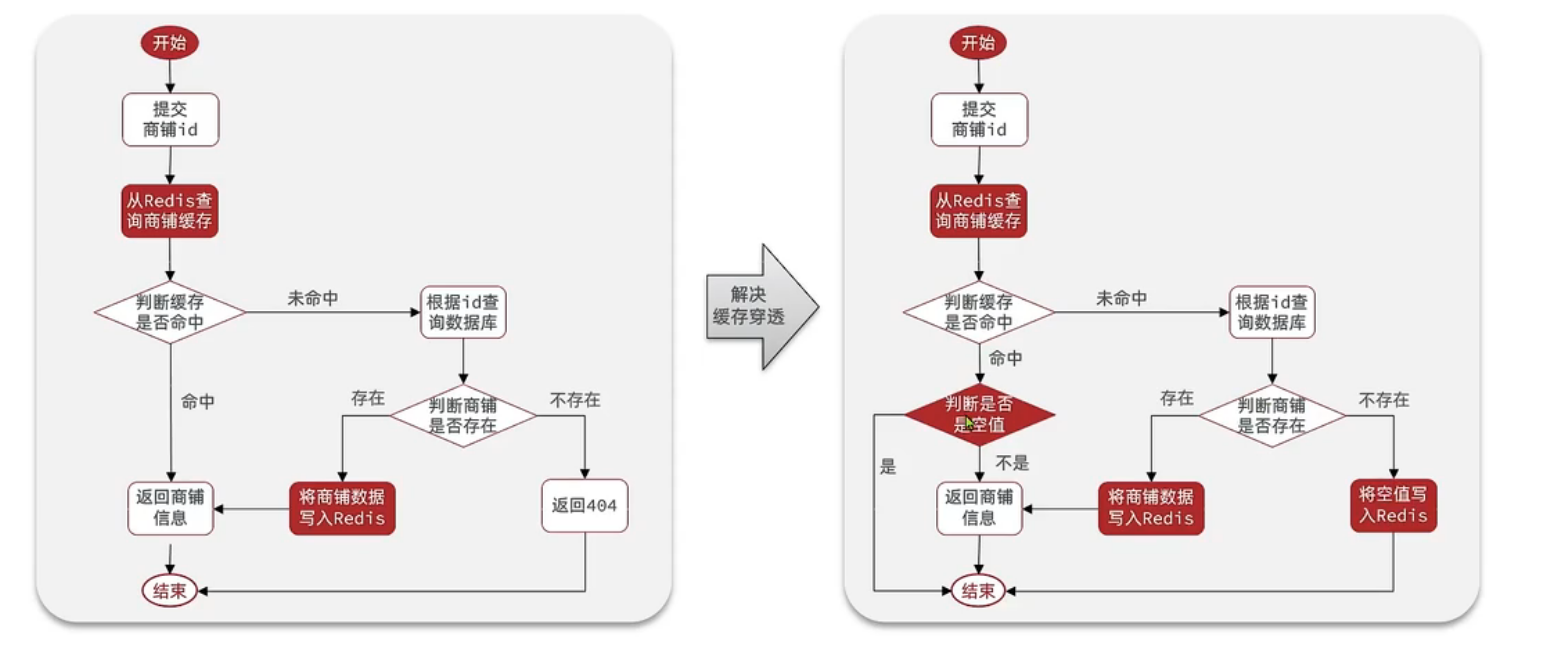 开始
提交
商铺id
从Redis查
询商铺缓存
判断缓存
是否命中
未命中
根据id查
询数据库
命中
存在
判断商铺
是否存在
不存在
返回商铺
信息
将商铺数据
写入Redis
返回404
结束
解决
缓存穿透
开始
提交
商铺id
从Redis查
询商铺缓存
判断缓存
是否命中
未命中
根据id查
询数据库
命中
判断是否
是空值
是
不是
存在
判断商铺
是否存在
不存在
返回商铺
信息
将商铺数据
写入Redis
将空值写
入Redis
结束